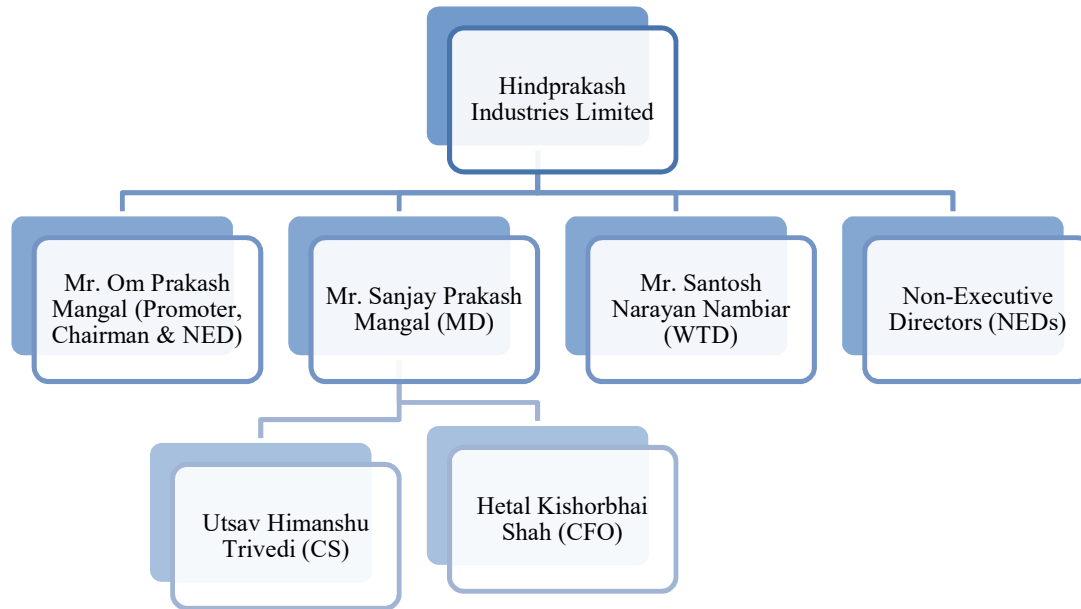 Hindprakash
Industries Limited
Mr. Om Prakash
Mangal (Promoter,
Chairman & NED)
Mr. Sanjay Prakash
Mangal (MD)
Mr. Santosh
Narayan Nambiar
(WTD)
Non-Executive
Directors (NEDs)
Utsav Himanshu
Trivedi (CS)
Hetal Kishorbhai
Shah (CFO)